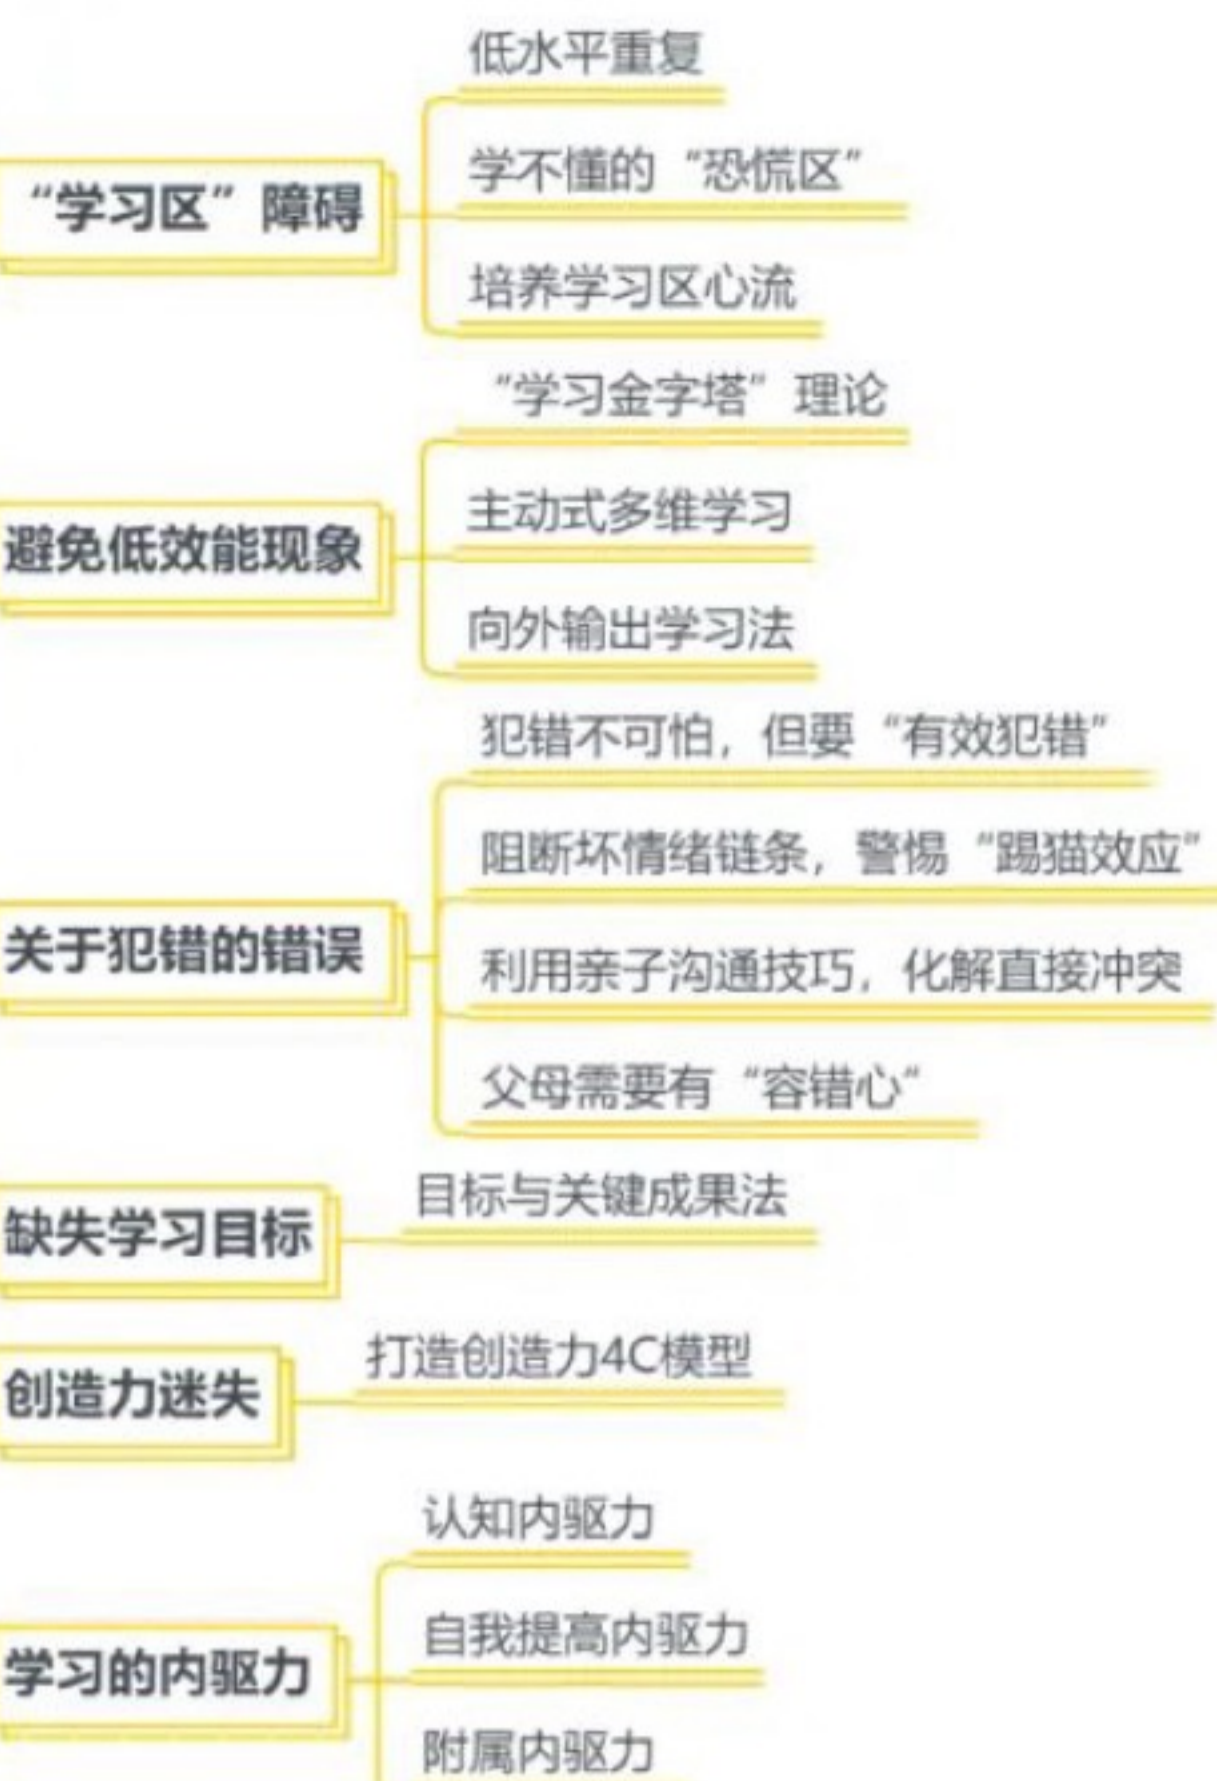 “学习区”障碍
低水平重复
学不懂的“恐慌区”
培养学习区心流
避免低效能现象
“学习金字塔”理论
主动式多维学习
向外输出学习法
关于犯错的错误
犯错不可怕，但要“有效犯错”
阻断坏情绪链条，警惕“踢猫效应”
利用亲子沟通技巧，化解直接冲突
父母需要有“容错心“
缺失学习目标
目标与关键成果法
创造力迷失
打造创造力4C模型
学习的内驱力
认知内驱力
自我提高内驱力
附属内驱力